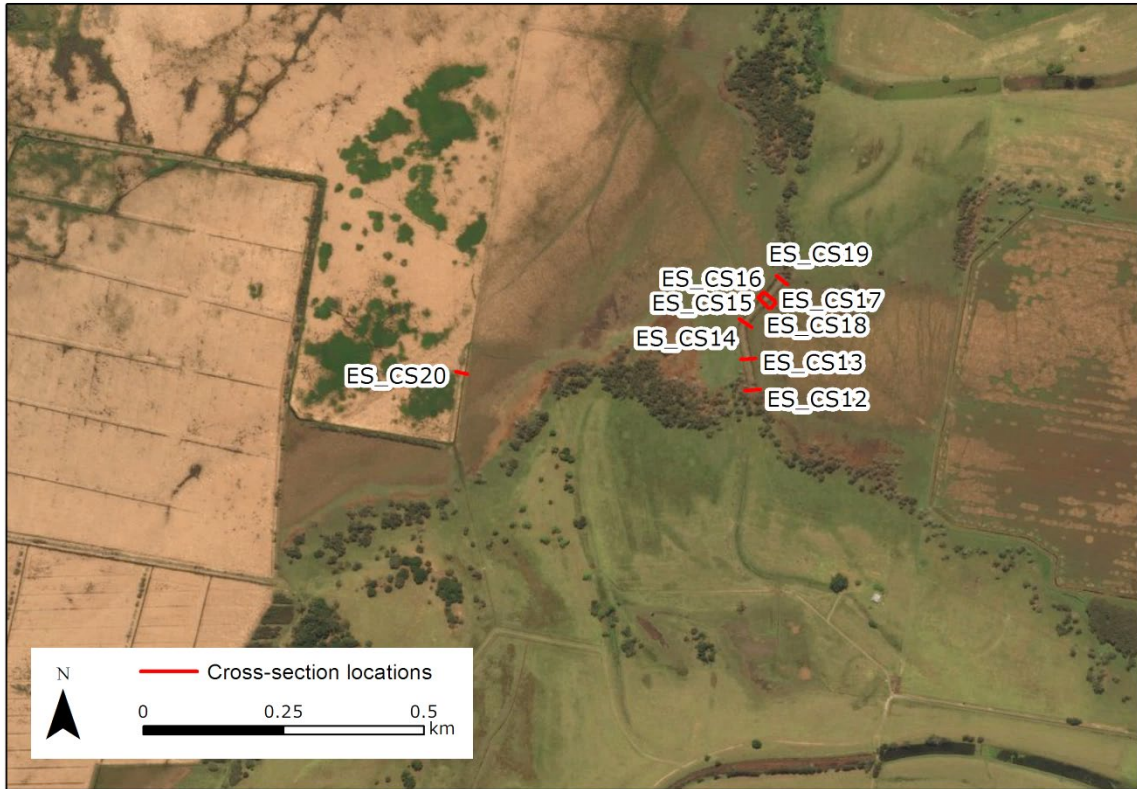 ES_CS19
ES_CS16
ES_CS17
ES_CS15
ES_CS18
ES_CS14
ES_CS13
ES_CS20
ES_CS12
N
Cross-section locations
0 0.25 0.5
km